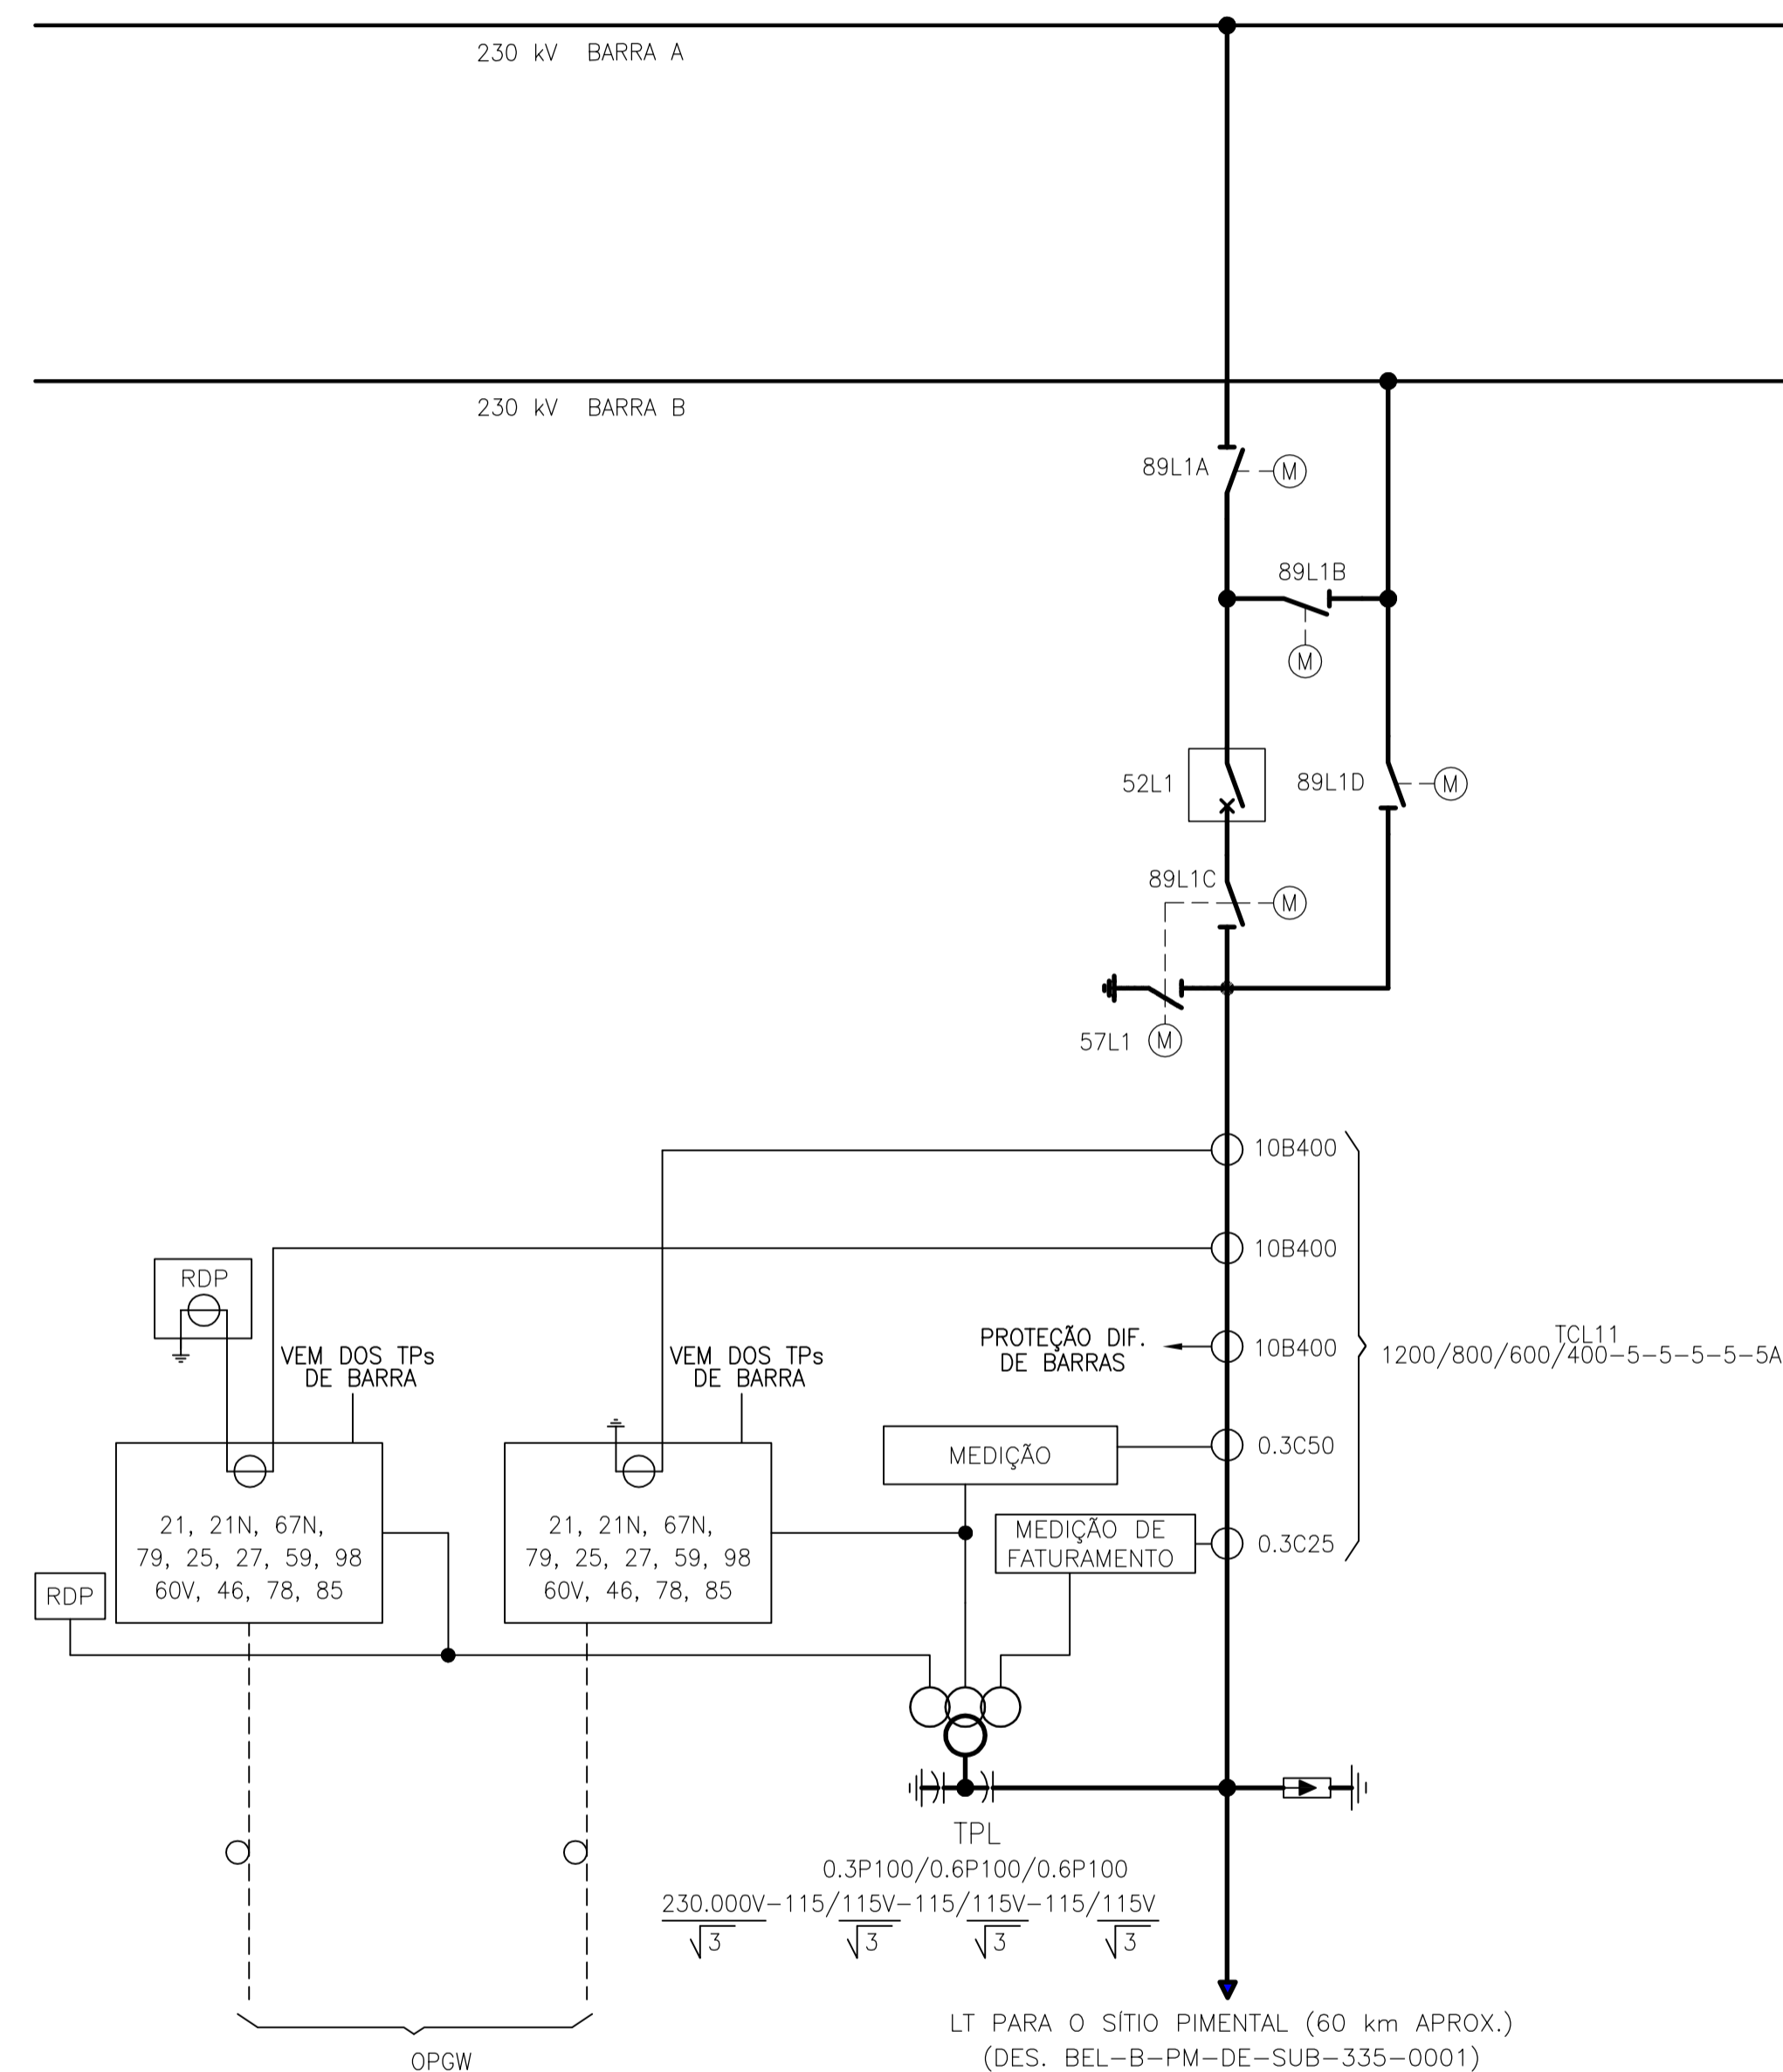 230 kV BARRA A
230 kV BARRA B
89L1A
M
89L1B
M
52L1
89L1D
M
89L1C
M
57L1
M
10B400
10B400
RDP
VEM DOS TPs
DE BARRA
VEM DOS TPs
DE BARRA
PROTEÇÃO DIF.
DE BARRAS
10B400
TCL11
1200/800/600/400-5-5-5-5-5A
MEDIÇÃO
0.3C50
21, 21N, 67N,
79, 25, 27, 59, 98
60V, 46, 78, 85
21, 21N, 67N,
79, 25, 27, 59, 98
60V, 46, 78, 85
MEDIÇÃO DE
FATURAMENTO
0.3C25
RDP
TPL
0.3P100/0.6P100/0.6P100
230.000V-115/115V-115/115V-115/115V
√3 √3 √3 √3
LT PARA O SÍTIO PIMENTAL (60 km APROX.)
(DES. BEL-B-PM-DE-SUB-335-0001)
OPGW